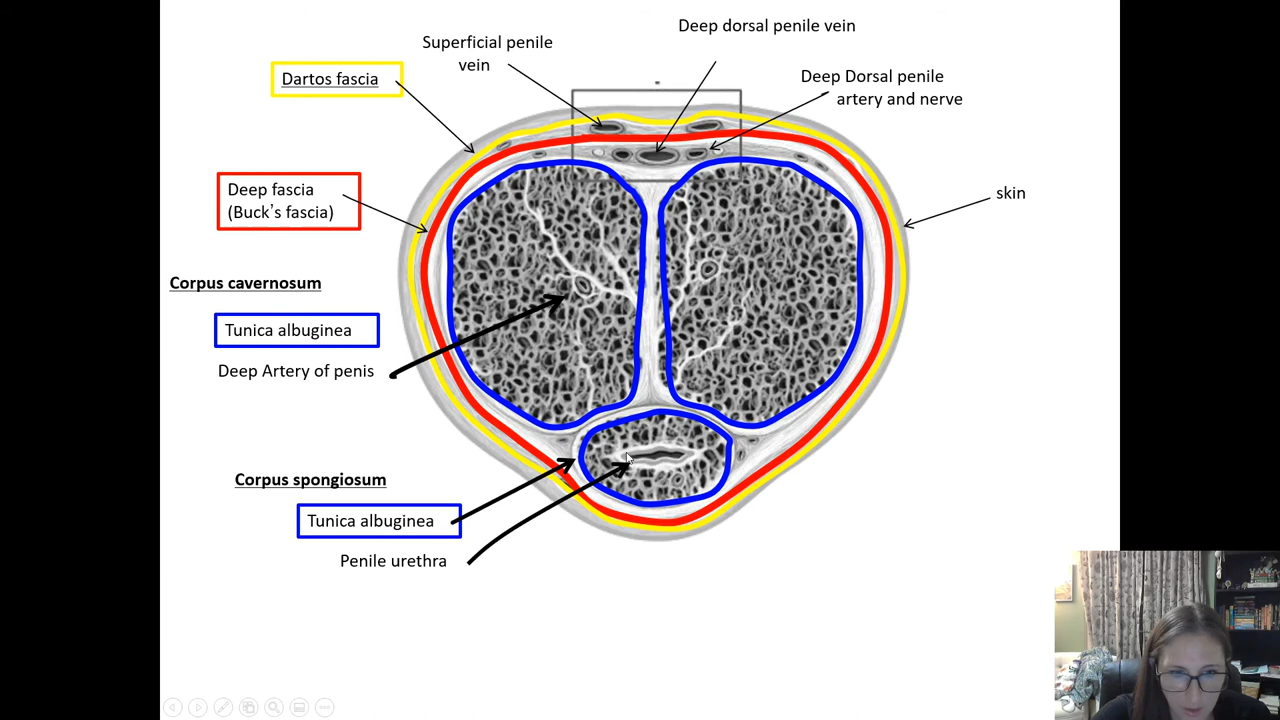 Deep dorsal penile vein
Superficial penile
vein
Dartos fascia
Deep Dorsal penile
artery and nerve
Deep fascia
(Buck’s fascia)
skin
Corpus cavernosum
Tunica albuginea
Deep Artery of penis
Corpus spongiosum
Tunica albuginea
Penile urethra